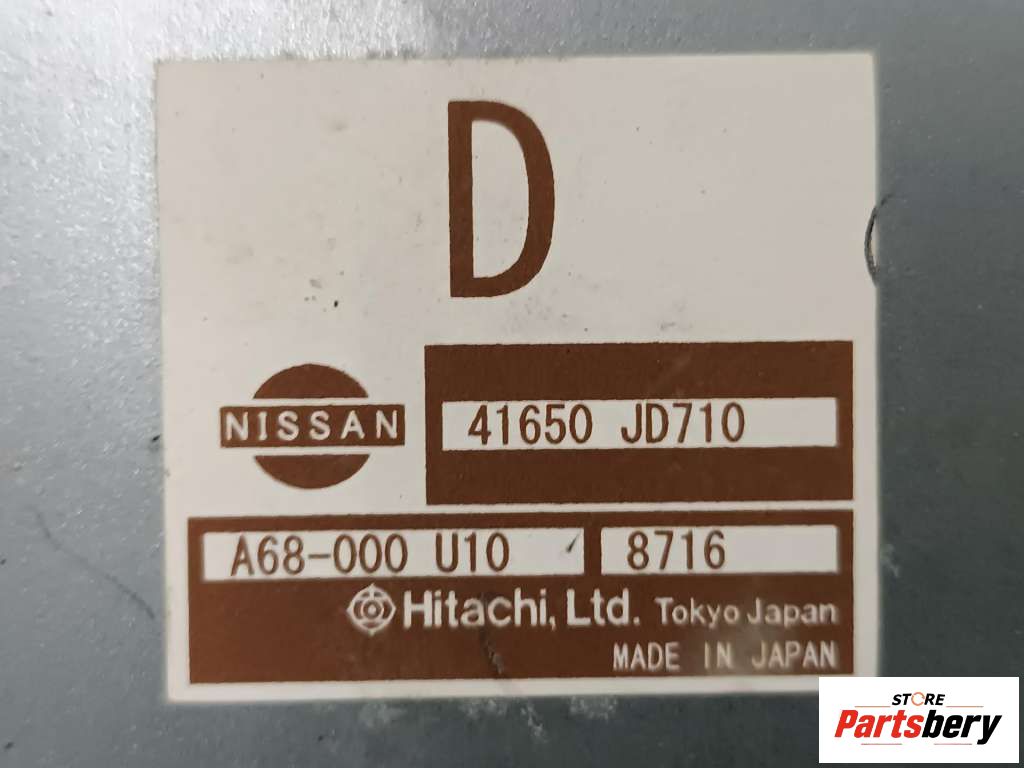 D
NISSAN
41650 JD710
A68-000 U10
8716
Hitachi, Ltd. Tokyo Japan
MADE IN JAPAN
STORE
Partsbery